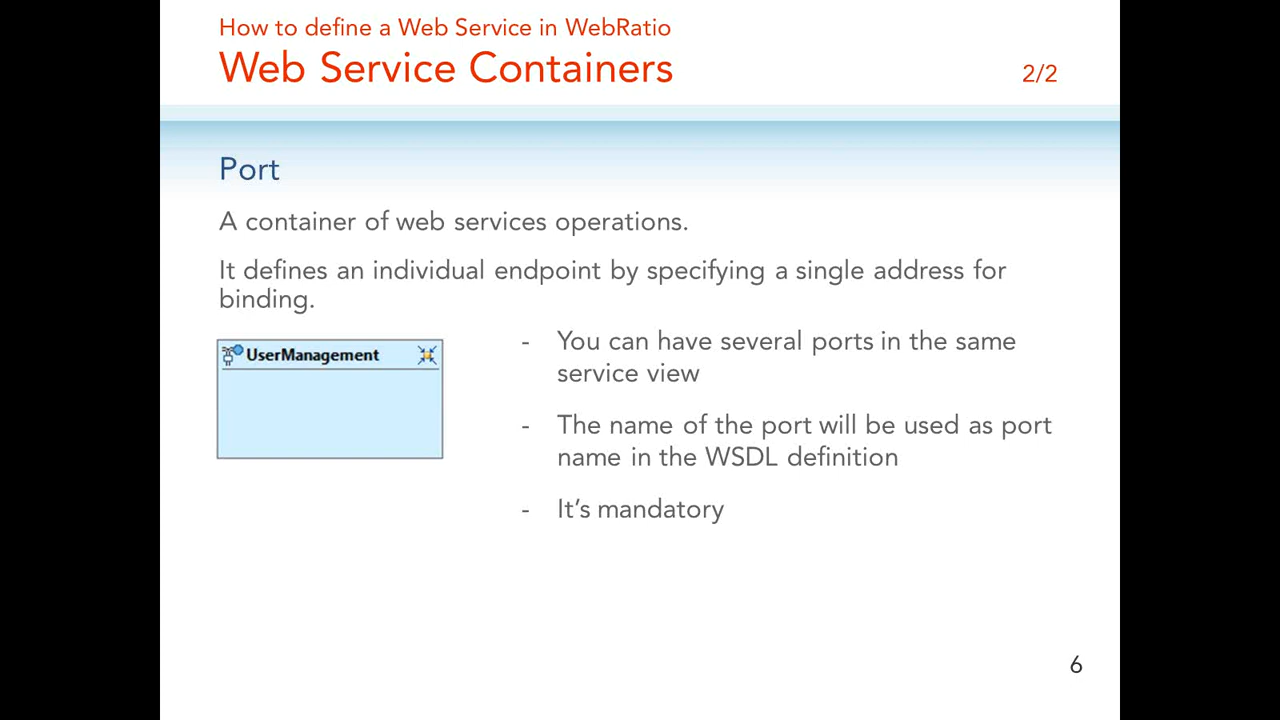 How to define a Web Service in WebRatio
Web Service Containers
2/2
Port
A container of web services operations.
It defines an individual endpoint by specifying a single address for
binding.
UserManagement
- You can have several ports in the same
service view
- The name of the port will be used as port
name in the WSDL definition
- It’s mandatory
6